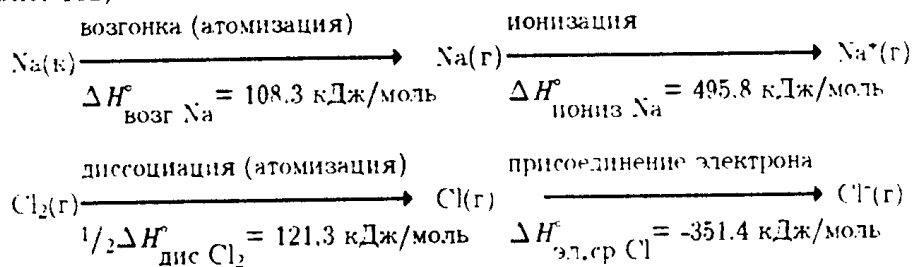 возгонка (атомизация) ионизация
Na(к) Na(г) Na⁺(г)
ΔH°возг Na = 108.3 кДж/моль ΔH°иониз Na = 495.8 кДж/моль
диссоциация (атомизация) присоединение электрона
Cl₂(г) Cl(г) Cl⁻(г)
1/2ΔH°дис Cl₂ = 121.3 кДж/моль ΔH°эл.ср Cl = -351.4 кДж/моль